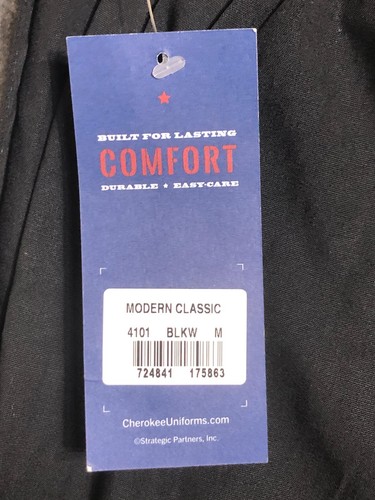 BUILT FOR LASTING
COMFORT
DURABLE ★ EASY-CARE
MODERN CLASSIC
4101 BLKW M
724841 175863
CherokeeUniforms.com
©Strategic Partners, Inc.